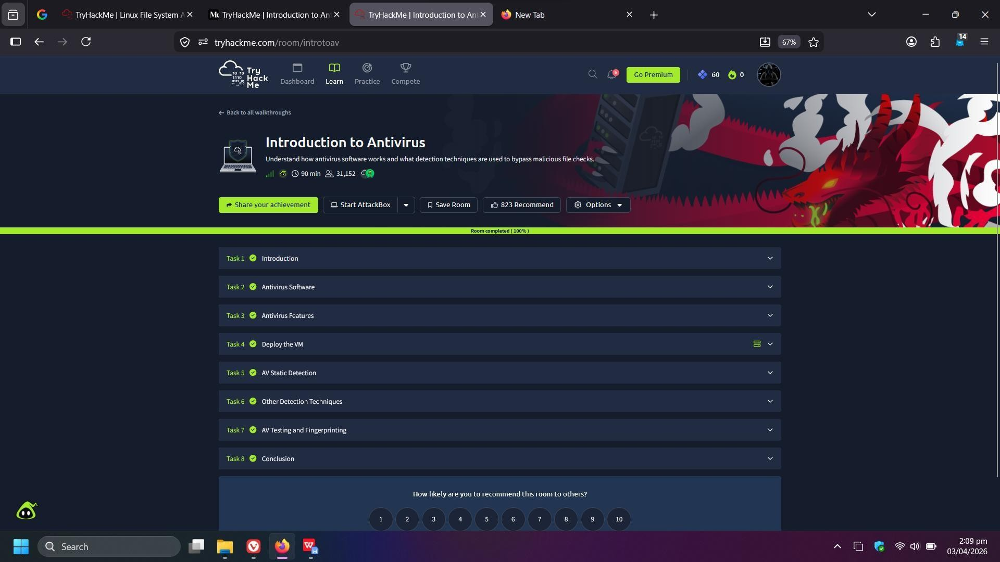 TryHackMe | Linux File System A
TryHackMe | Introduction to Ant
TryHackMe | Introduction to Ant
New Tab
14
tryhackme.com/room/introtoav
67%
Try
Hack
Me
Dashboard
Learn
Practice
Compete
6
Go Premium
60
0
Back to all walkthroughs
Introduction to Antivirus
Understand how antivirus software works and what detection techniques are used to bypass malicious file checks.
90 min
31,152
Share your achievement
Start AttackBox
Save Room
823 Recommend
Options
Room completed ( 100% )
Task 1 Introduction
Task 2 Antivirus Software
Task 3 Antivirus Features
Task 4 Deploy the VM
Task 5 AV Static Detection
Task 6 Other Detection Techniques
Task 7 AV Testing and Fingerprinting
Task 8 Conclusion
How likely are you to recommend this room to others?
1 2 3 4 5 6 7 8 9 10
Search
2:09 pm
03/04/2026